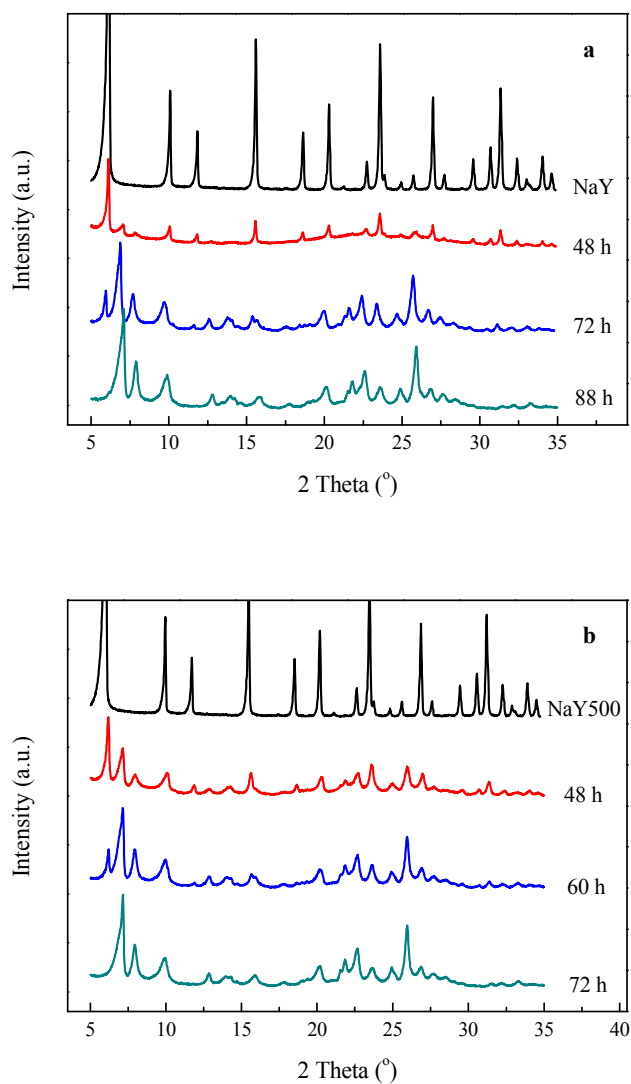 a
NaY
48 h
72 h
88 h
Intensity (a.u.)
5 10 15 20 25 30 35
2 Theta (°)
b
NaY500
48 h
60 h
72 h
Intensity (a.u.)
5 10 15 20 25 30 35 40
2 Theta (°)